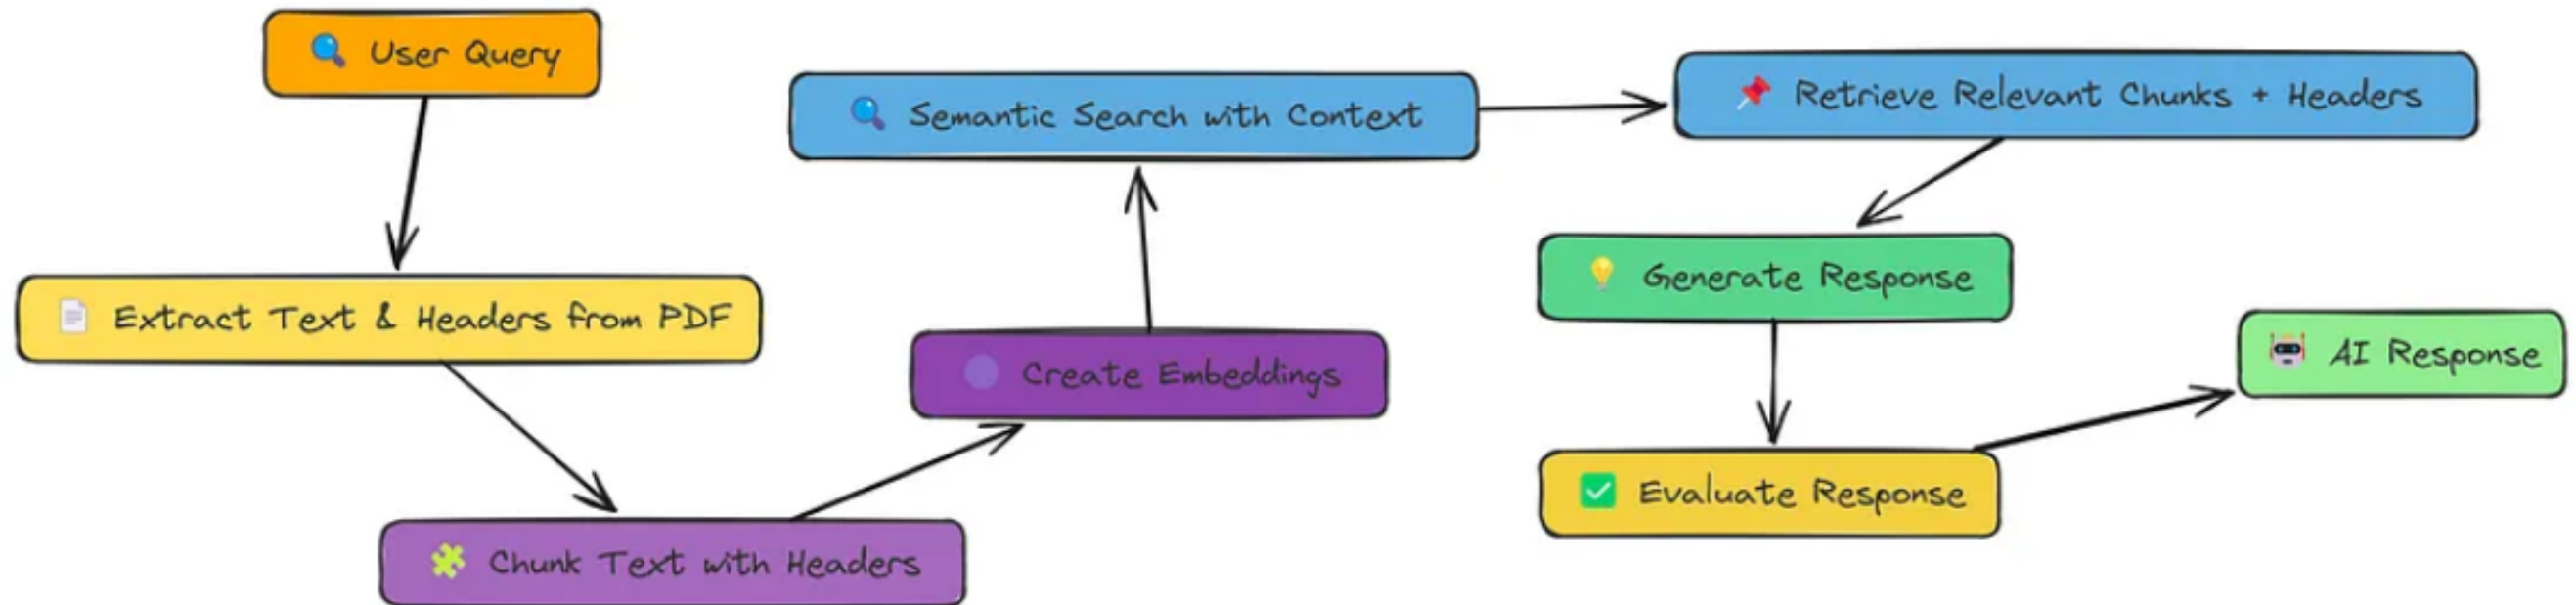 User Query
Extract Text & Headers from PDF
Chunk Text with Headers
Create Embeddings
Semantic Search with Context
Retrieve Relevant Chunks + Headers
Generate Response
Evaluate Response
AI Response